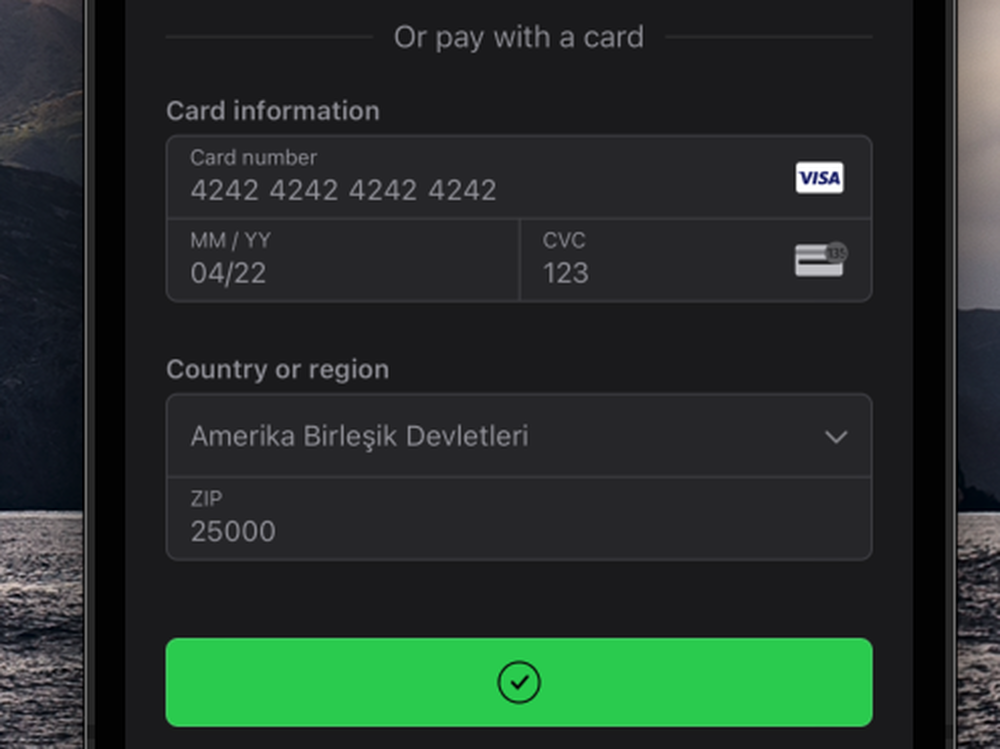 Or pay with a card
Card information
Card number
4242 4242 4242 4242
VISA
MM / YY
04/22
CVC
123
135
Country or region
Amerika Birleşik Devletleri
ZIP
25000